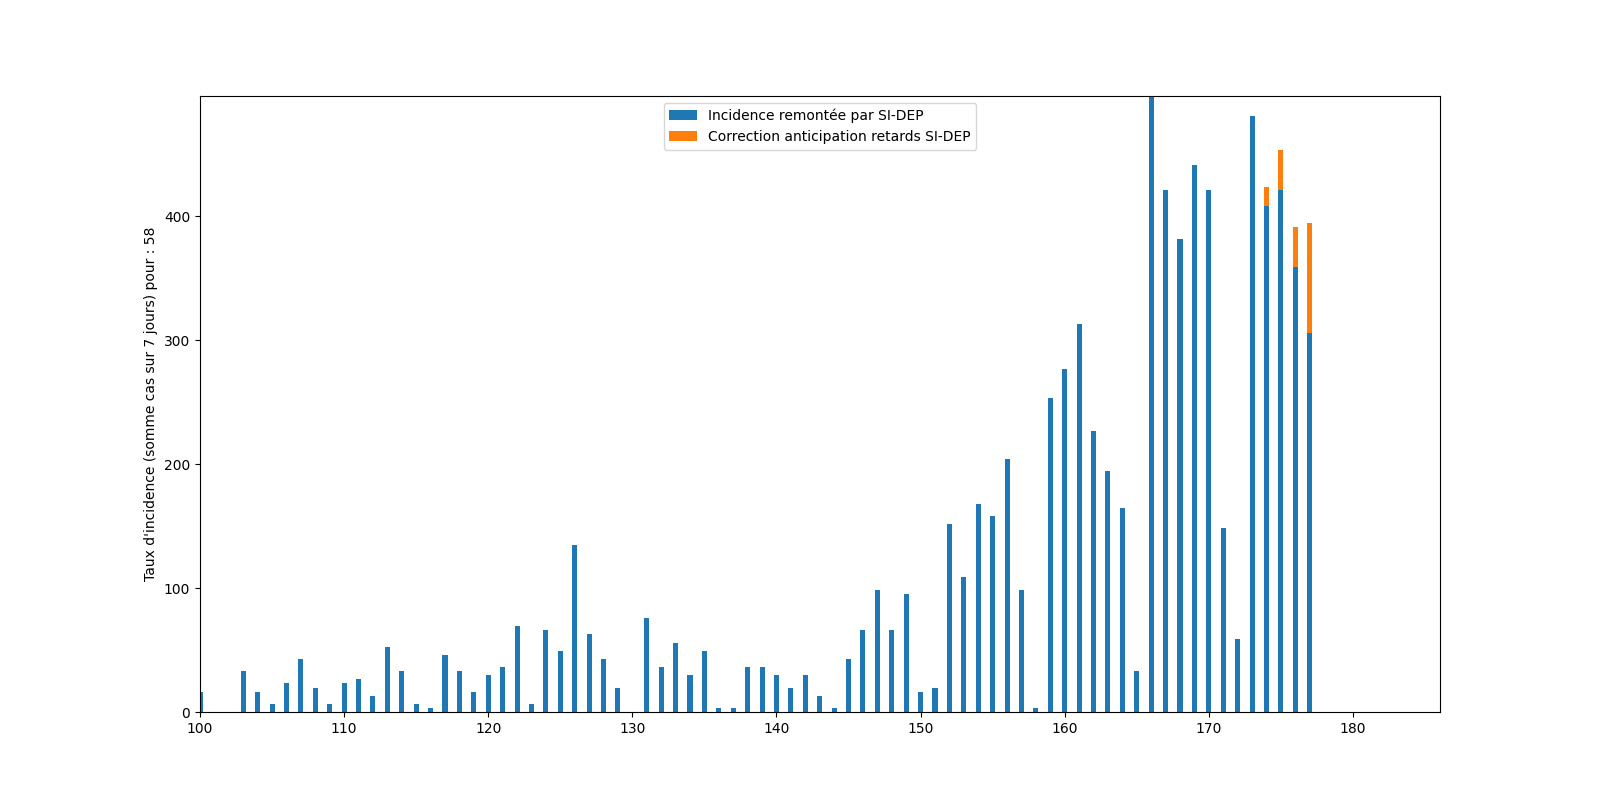 Incidence remontée par SI-DEP
Correction anticipation retards SI-DEP
Taux d'incidence (somme cas sur 7 jours) pour : 58
400
300
200
100
0
100 110 120 130 140 150 160 170 180